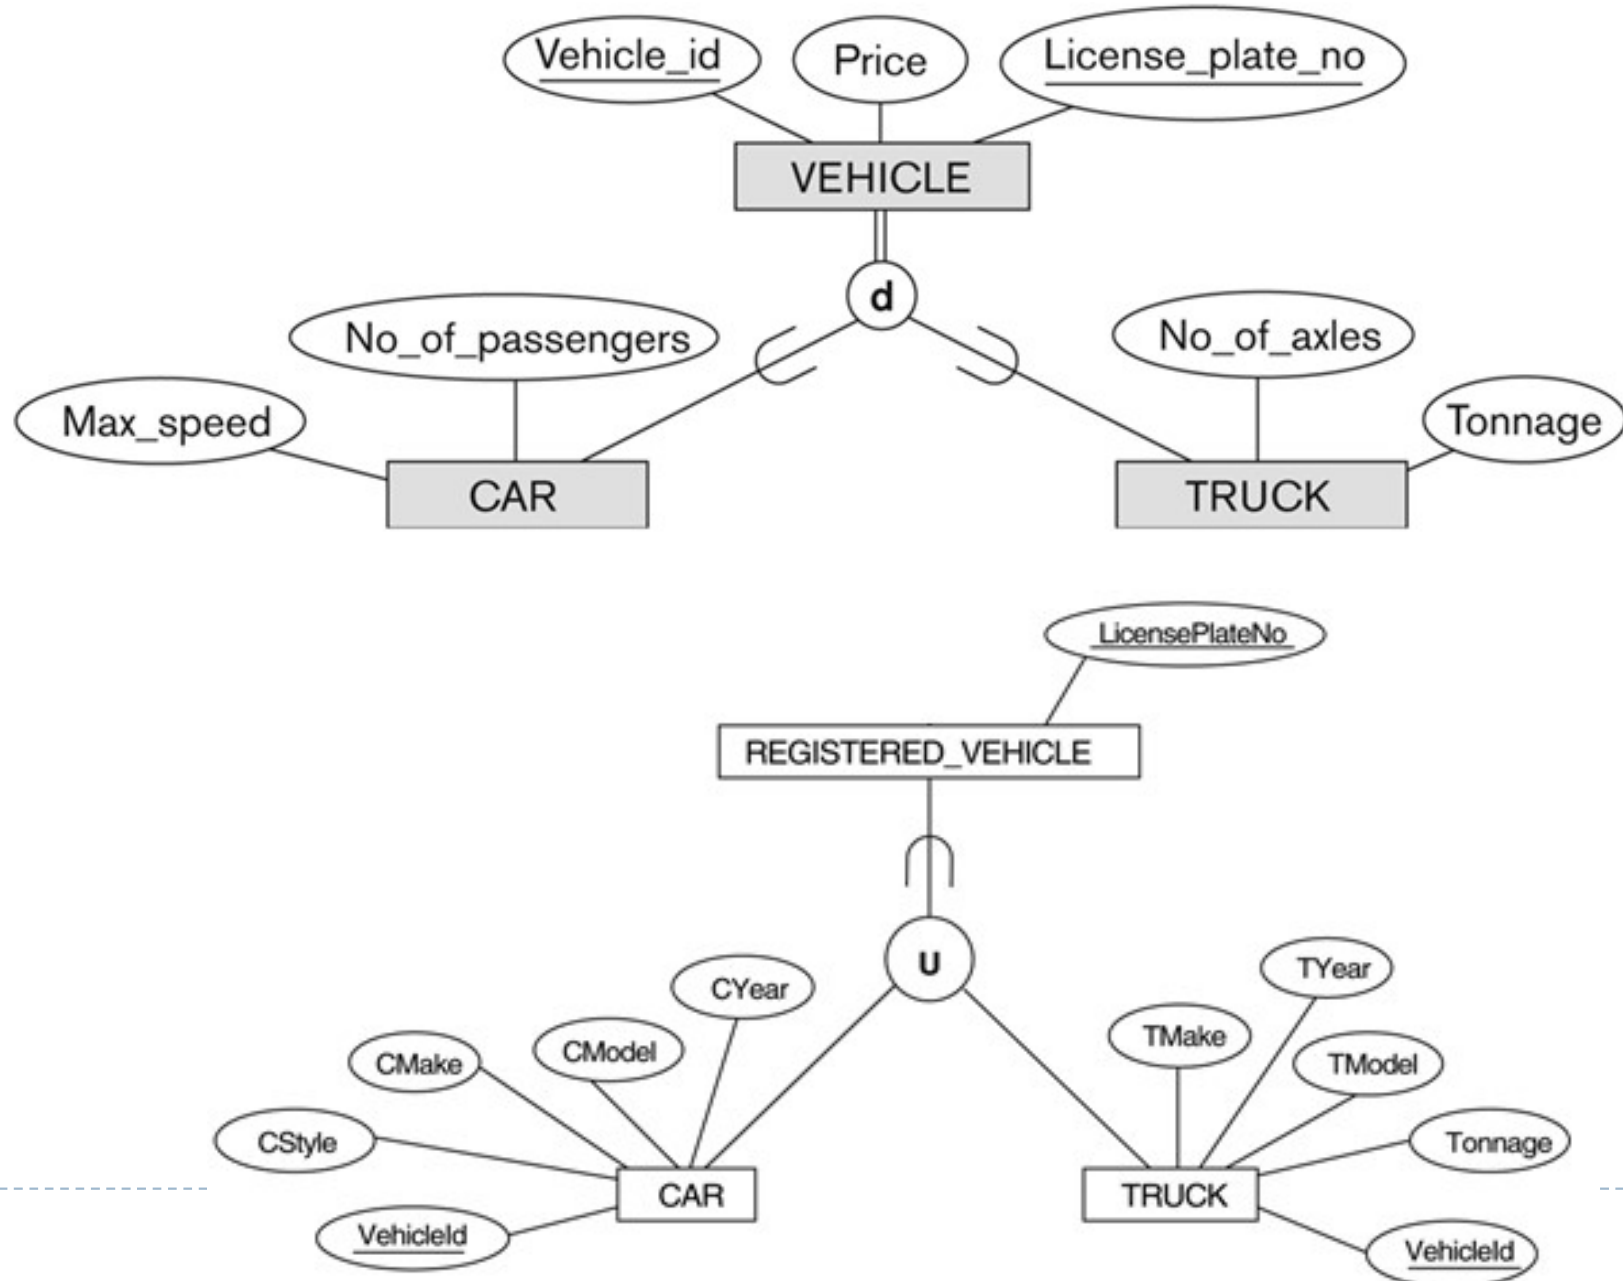 Vehicle_id
Price
License_plate_no
VEHICLE
d
No_of_passengers
No_of_axles
Max_speed
Tonnage
CAR
TRUCK
LicensePlateNo
REGISTERED_VEHICLE
U
CYear
TYear
CMake
CModel
TMake
TModel
CStyle
Tonnage
CAR
TRUCK
VehicleId
VehicleId